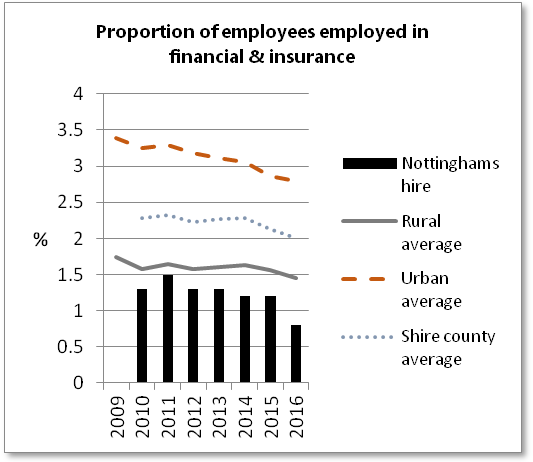 Proportion of employees employed in
financial & insurance
4
3.5
3
2.5
2
1.5
1
0.5
0
%
2009
2010
2011
2012
2013
2014
2015
2016
Nottinghams
hire
Rural
average
Urban
average
Shire county
average